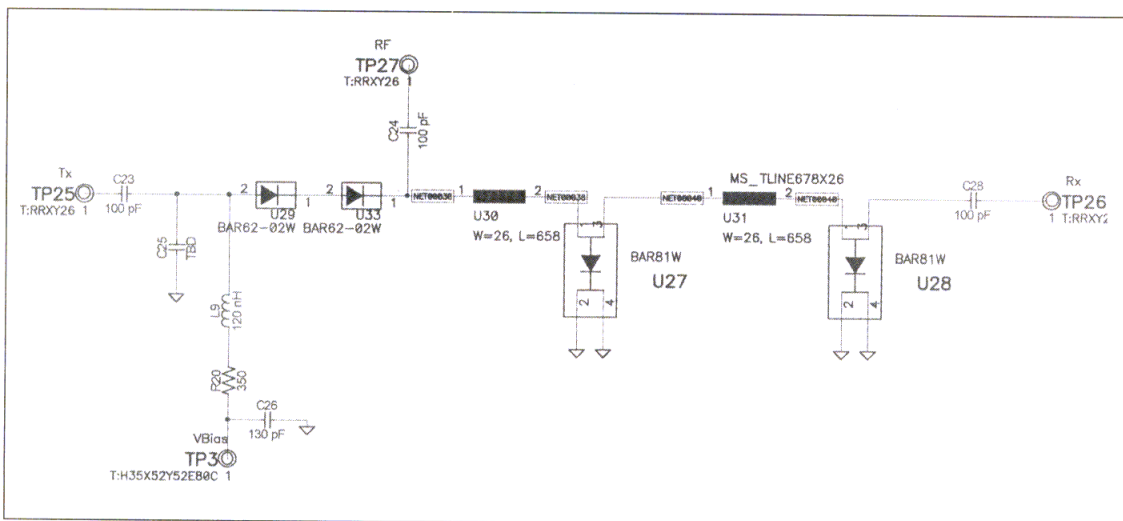 RF
TP27
T:RRXY26 1
C24
100 pF
Tx
TP25
T:RRXY26 1
C23
100 pF
2
U29
1
BAR62-02W
2
U33
1
BAR62-02W
NET00038
1
U30
2
W=26, L=658
NET00038
1
3
2
4
BAR81W
U27
NET00040
1
MS_TLINE678X26
2
U31
W=26, L=658
NET00040
1
3
2
4
BAR81W
U28
C28
100 pF
Rx
TP26
1 T:RRXY2
C25
TBD
L9
120 nH
R20
350
C26
130 pF
VBias
TP3
T:H35X52Y52E80C 1